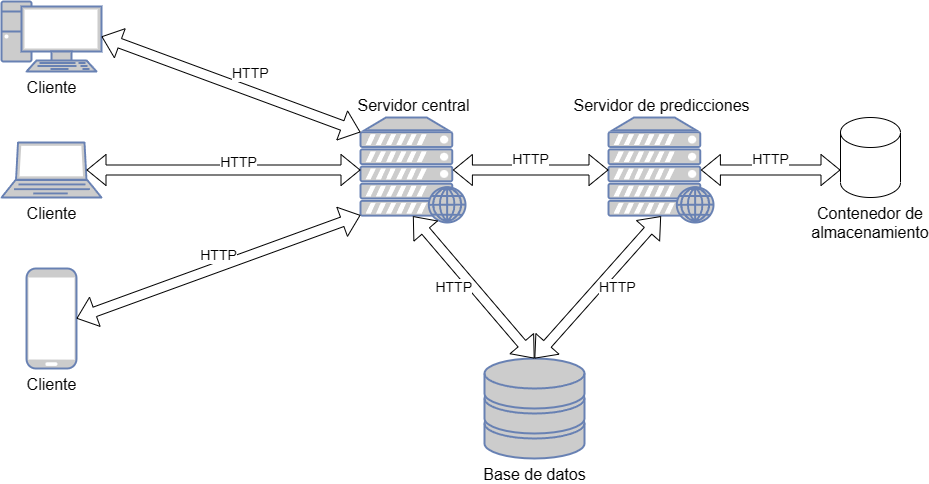 HTTP
Cliente
Servidor central
Servidor de predicciones
HTTP
HTTP
HTTP
Cliente
Contenedor de
almacenamiento
HTTP
HTTP
HTTP
Cliente
Base de datos